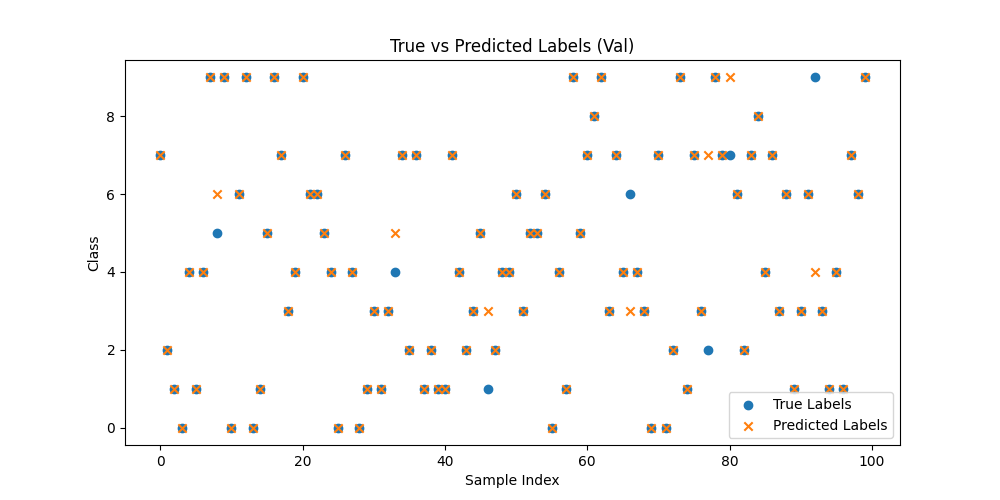 True vs Predicted Labels (Val)
8
6
4
2
0
Class
0 20 40 60 80 100
Sample Index
True Labels
Predicted Labels